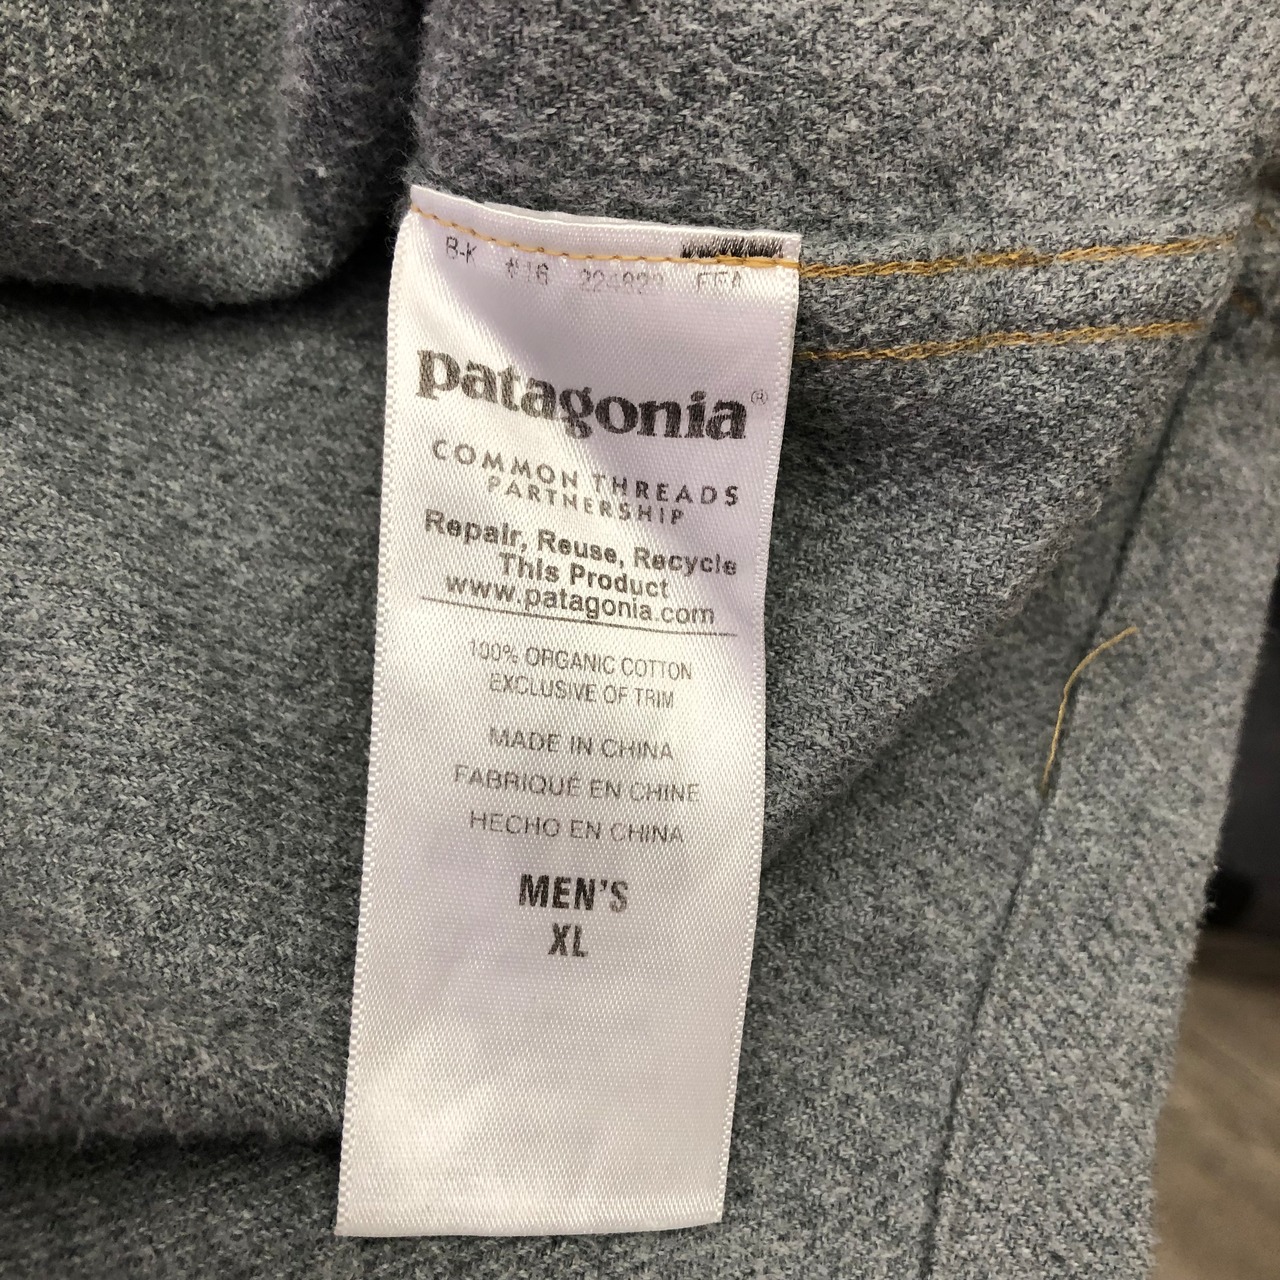 B-K #16
patagonia®
COMMON THREADS
PARTNERSHIP
Repair, Reuse, Recycle
This Product
www.patagonia.com
100% ORGANIC COTTON
EXCLUSIVE OF TRIM
MADE IN CHINA
FABRIQUÉ EN CHINE
HECHO EN CHINA
MEN'S
XL